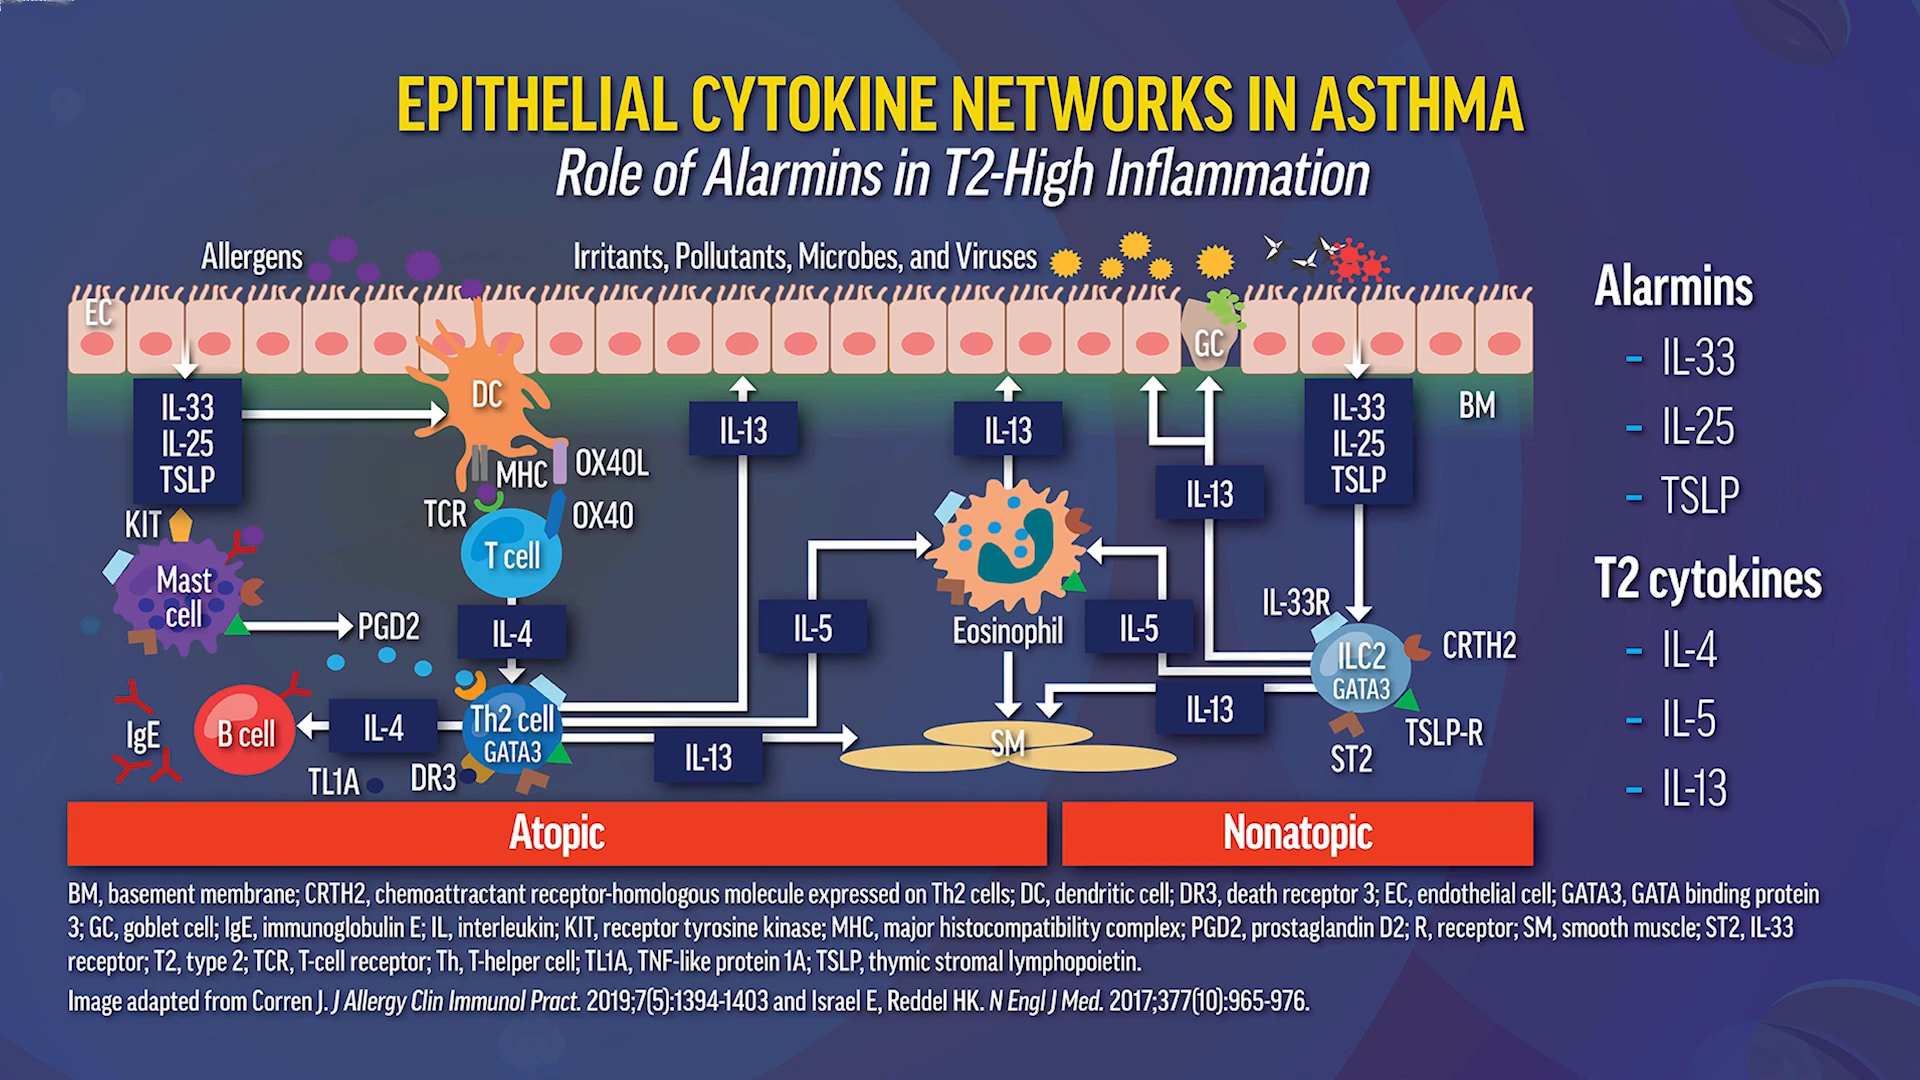 EPITHELIAL CYTOKINE NETWORKS IN ASTHMA
Role of Alarmins in T2-High Inflammation
Allergens
Irritants, Pollutants, Microbes, and Viruses
EC
GC
DC
BM
IL-33
IL-25
TSLP
IL-13
IL-13
IL-13
IL-33
IL-25
TSLP
MHC
OX40L
TCR
OX40
KIT
T cell
Mast
cell
PGD2
IL-4
IL-5
Eosinophil
IL-5
IL-33R
ILC2
GATA3
CRTH2
TSLP-R
ST2
IgE
B cell
IL-4
Th2 cell
GATA3
TL1A
DR3
IL-13
SM
IL-13
Atopic
Nonatopic
Alarmins
- IL-33
- IL-25
- TSLP
T2 cytokines
- IL-4
- IL-5
- IL-13
BM, basement membrane; CRTH2, chemoattractant receptor-homologous molecule expressed on Th2 cells; DC, dendritic cell; DR3, death receptor 3; EC, endothelial cell; GATA3, GATA binding protein
3; GC, goblet cell; IgE, immunoglobulin E; IL, interleukin; KIT, receptor tyrosine kinase; MHC, major histocompatibility complex; PGD2, prostaglandin D2; R, receptor; SM, smooth muscle; ST2, IL-33
receptor; T2, type 2; TCR, T-cell receptor; Th, T-helper cell; TL1A, TNF-like protein 1A; TSLP, thymic stromal lymphopoietin.
Image adapted from Corren J. J Allergy Clin Immunol Pract. 2019;7(5):1394-1403 and Israel E, Reddel HK. N Engl J Med. 2017;377(10):965-976.